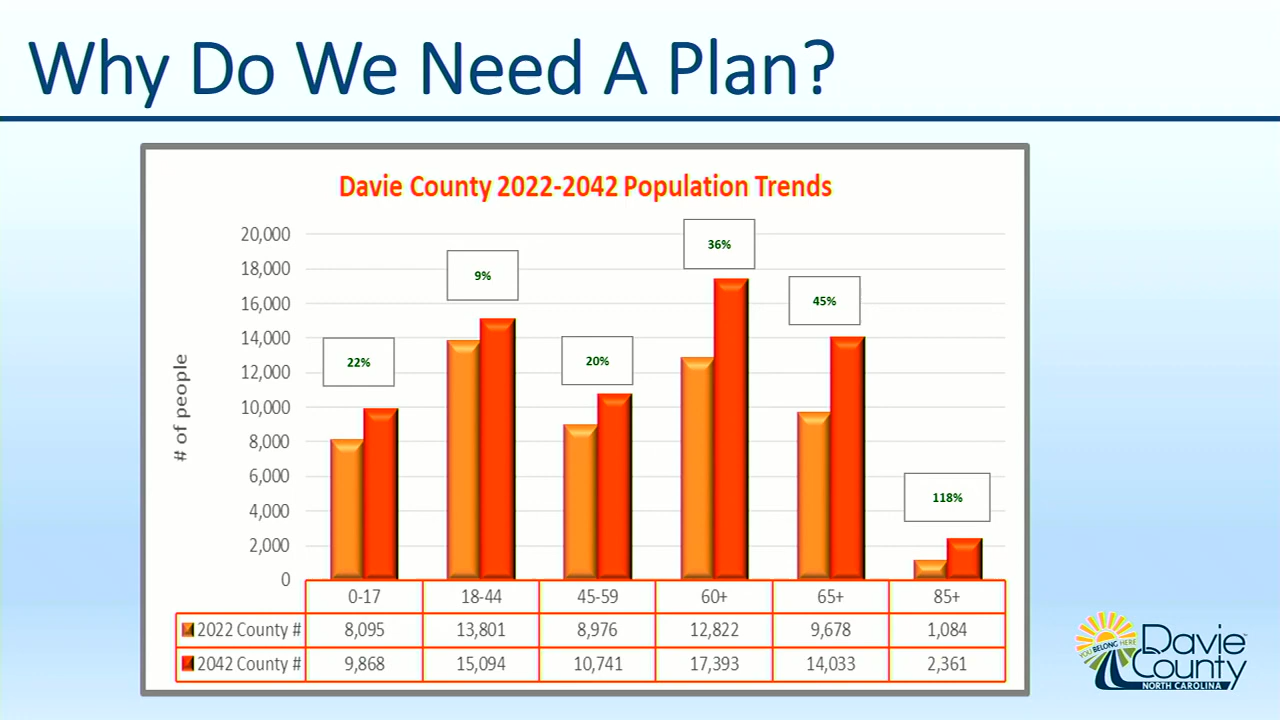 Why Do We Need A Plan?
Davie County 2022-2042 Population Trends
# of people
20,000
18,000
16,000
14,000
12,000
10,000
8,000
6,000
4,000
2,000
0
22%
9%
20%
36%
45%
118%
0-17 18-44 45-59 60+ 65+ 85+
2022 County # 8,095 13,801 8,976 12,822 9,678 1,084
2042 County # 9,868 15,094 10,741 17,393 14,033 2,361
YOU BELONG HERE
Davie
County
NORTH CAROLINA